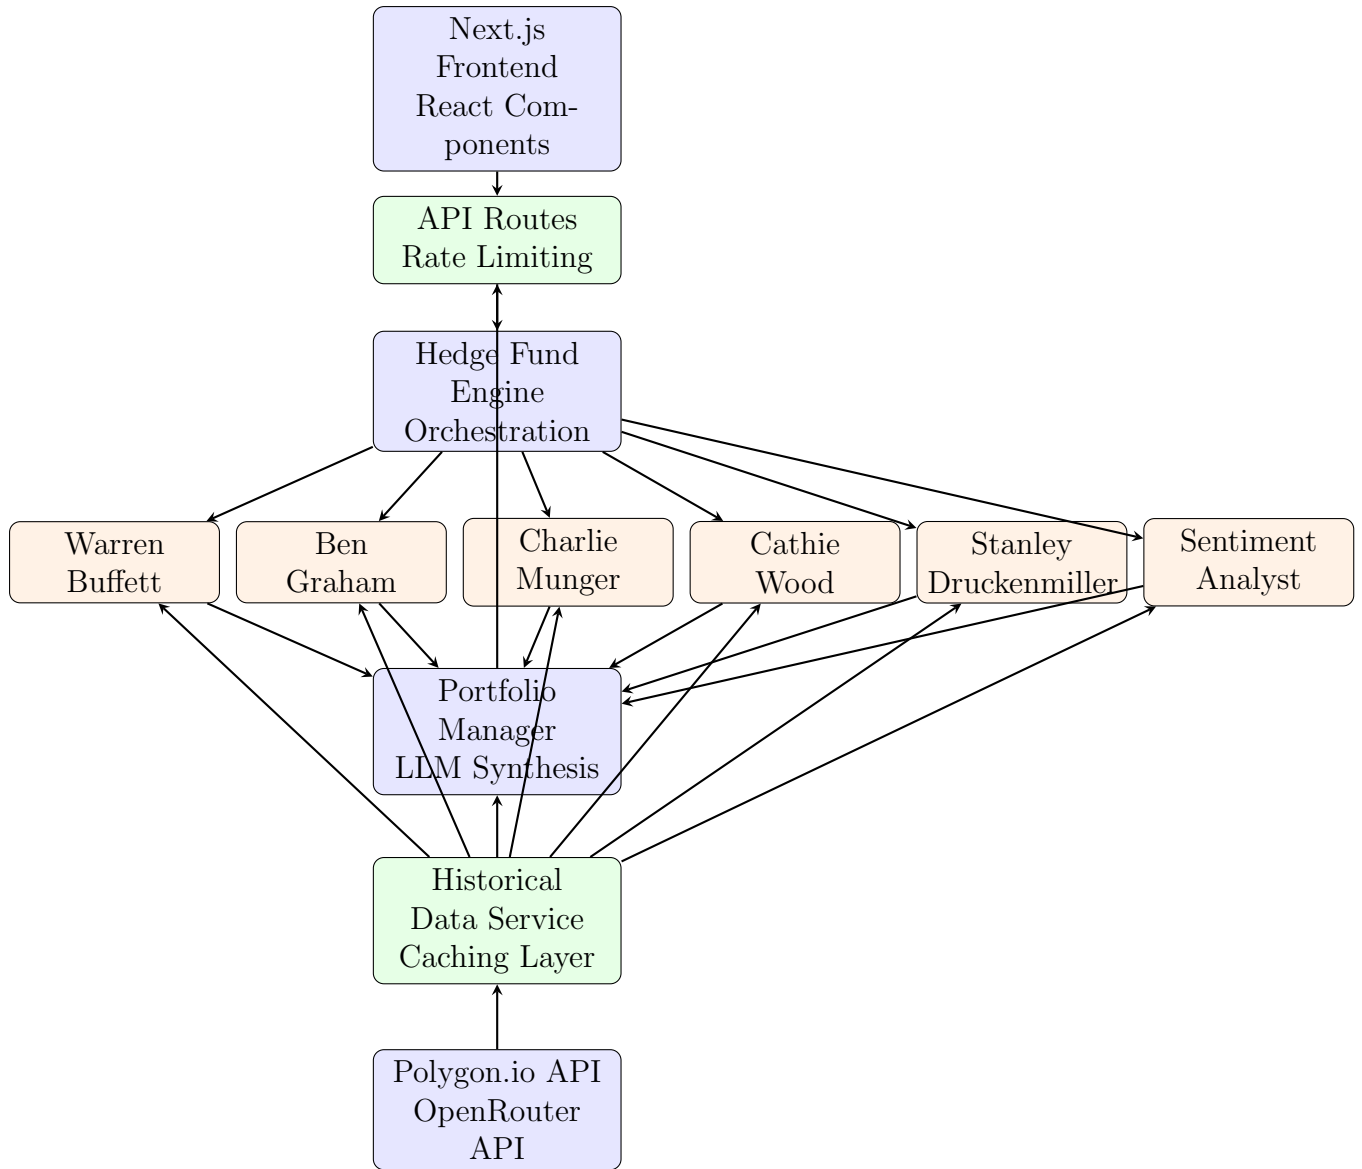 Next.js
Frontend
React Com-
ponents
API Routes
Rate Limiting
Hedge Fund
Engine
Orchestration
Warren
Buffett
Ben
Graham
Charlie
Munger
Cathie
Wood
Stanley
Druckenmiller
Sentiment
Analyst
Portfolio
Manager
LLM Synthesis
Historical
Data Service
Caching Layer
Polygon.io API
OpenRouter
API